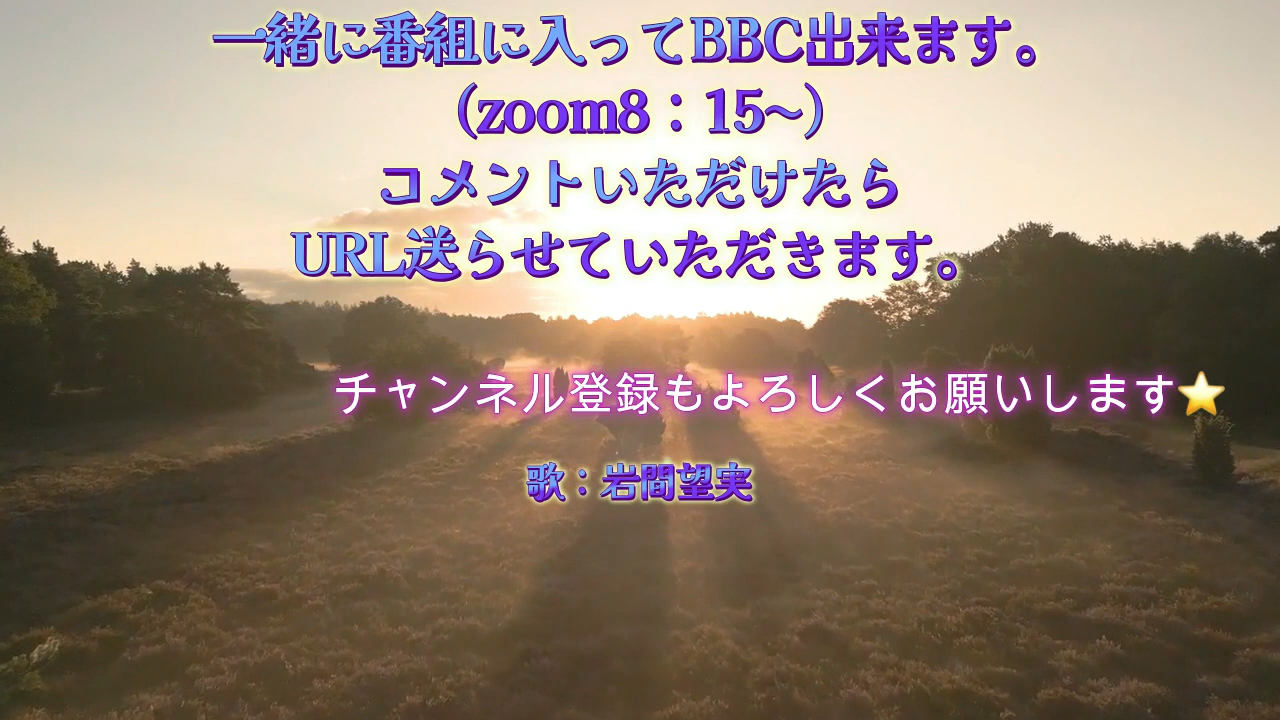 一緒に番組に入ってBBC出来ます。
（zoom8：15~）
コメントいただけたら
URL送らせていただきます。
チャンネル登録もよろしくお願いします⭐
歌：岩間望実